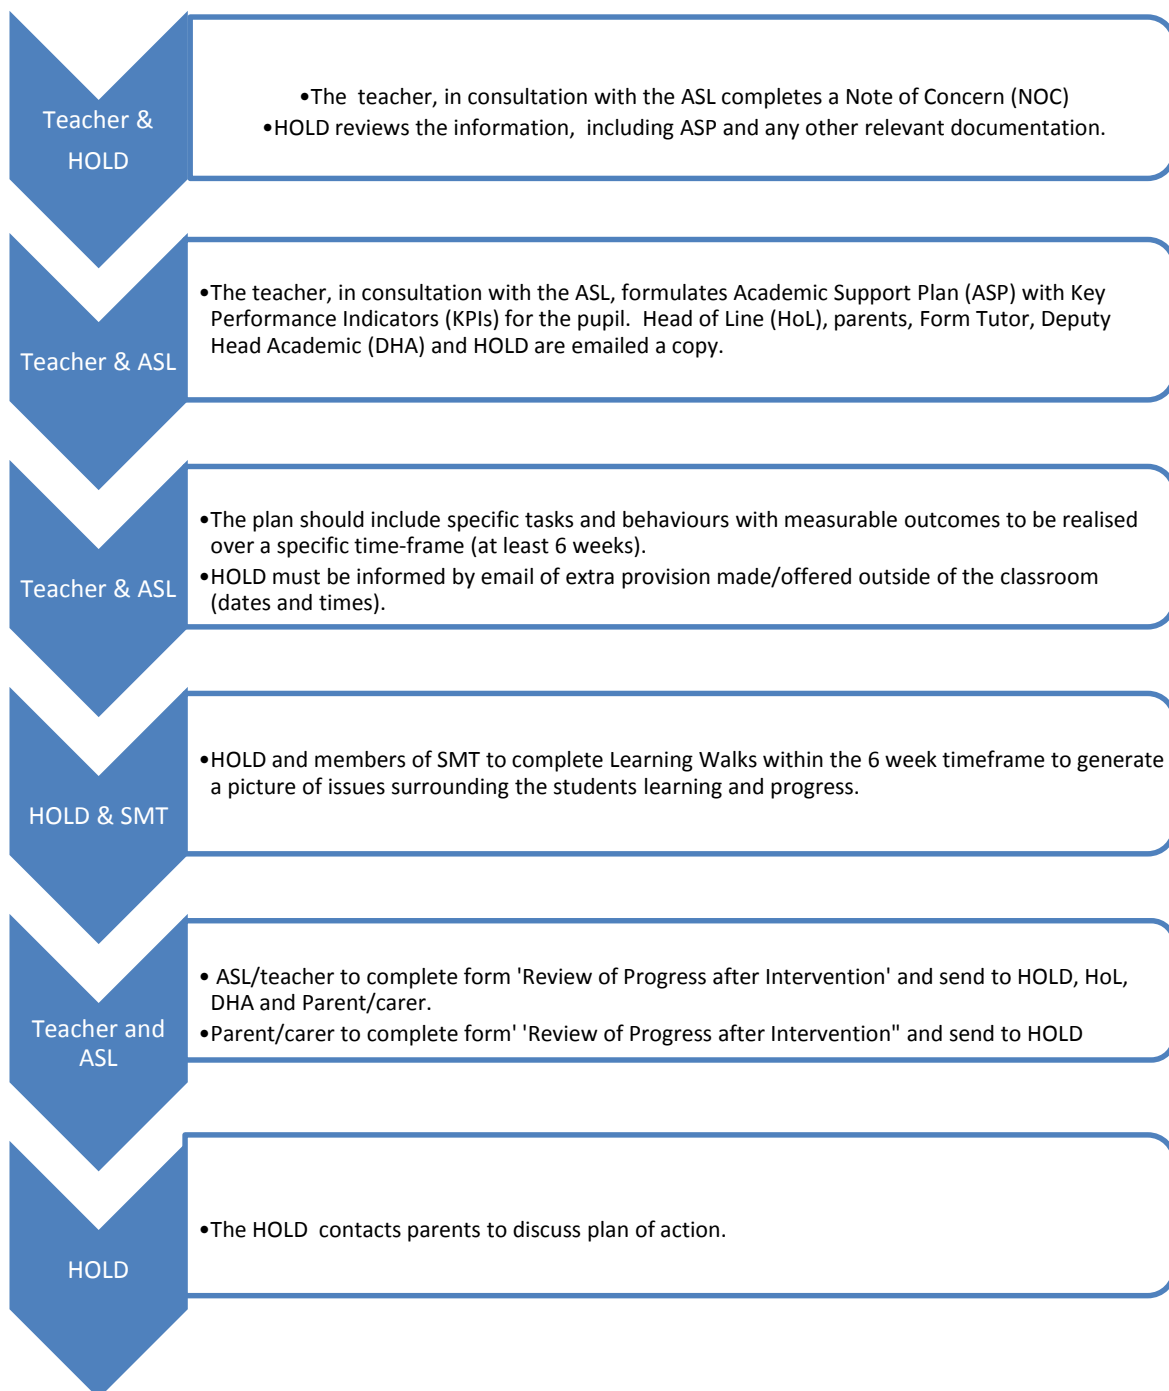 Teacher &
HOLD
•The teacher, in consultation with the ASL completes a Note of Concern (NOC)
•HOLD reviews the information, including ASP and any other relevant documentation.
Teacher & ASL
•The teacher, in consultation with the ASL, formulates Academic Support Plan (ASP) with Key
Performance Indicators (KPIs) for the pupil. Head of Line (HoL), parents, Form Tutor, Deputy
Head Academic (DHA) and HOLD are emailed a copy.
Teacher & ASL
•The plan should include specific tasks and behaviours with measurable outcomes to be realised
over a specific time-frame (at least 6 weeks).
•HOLD must be informed by email of extra provision made/offered outside of the classroom
(dates and times).
HOLD & SMT
•HOLD and members of SMT to complete Learning Walks within the 6 week timeframe to generate
a picture of issues surrounding the students learning and progress.
Teacher and
ASL
• ASL/teacher to complete form 'Review of Progress after Intervention' and send to HOLD, HoL,
DHA and Parent/carer.
•Parent/carer to complete form' 'Review of Progress after Intervention" and send to HOLD
HOLD
•The HOLD contacts parents to discuss plan of action.